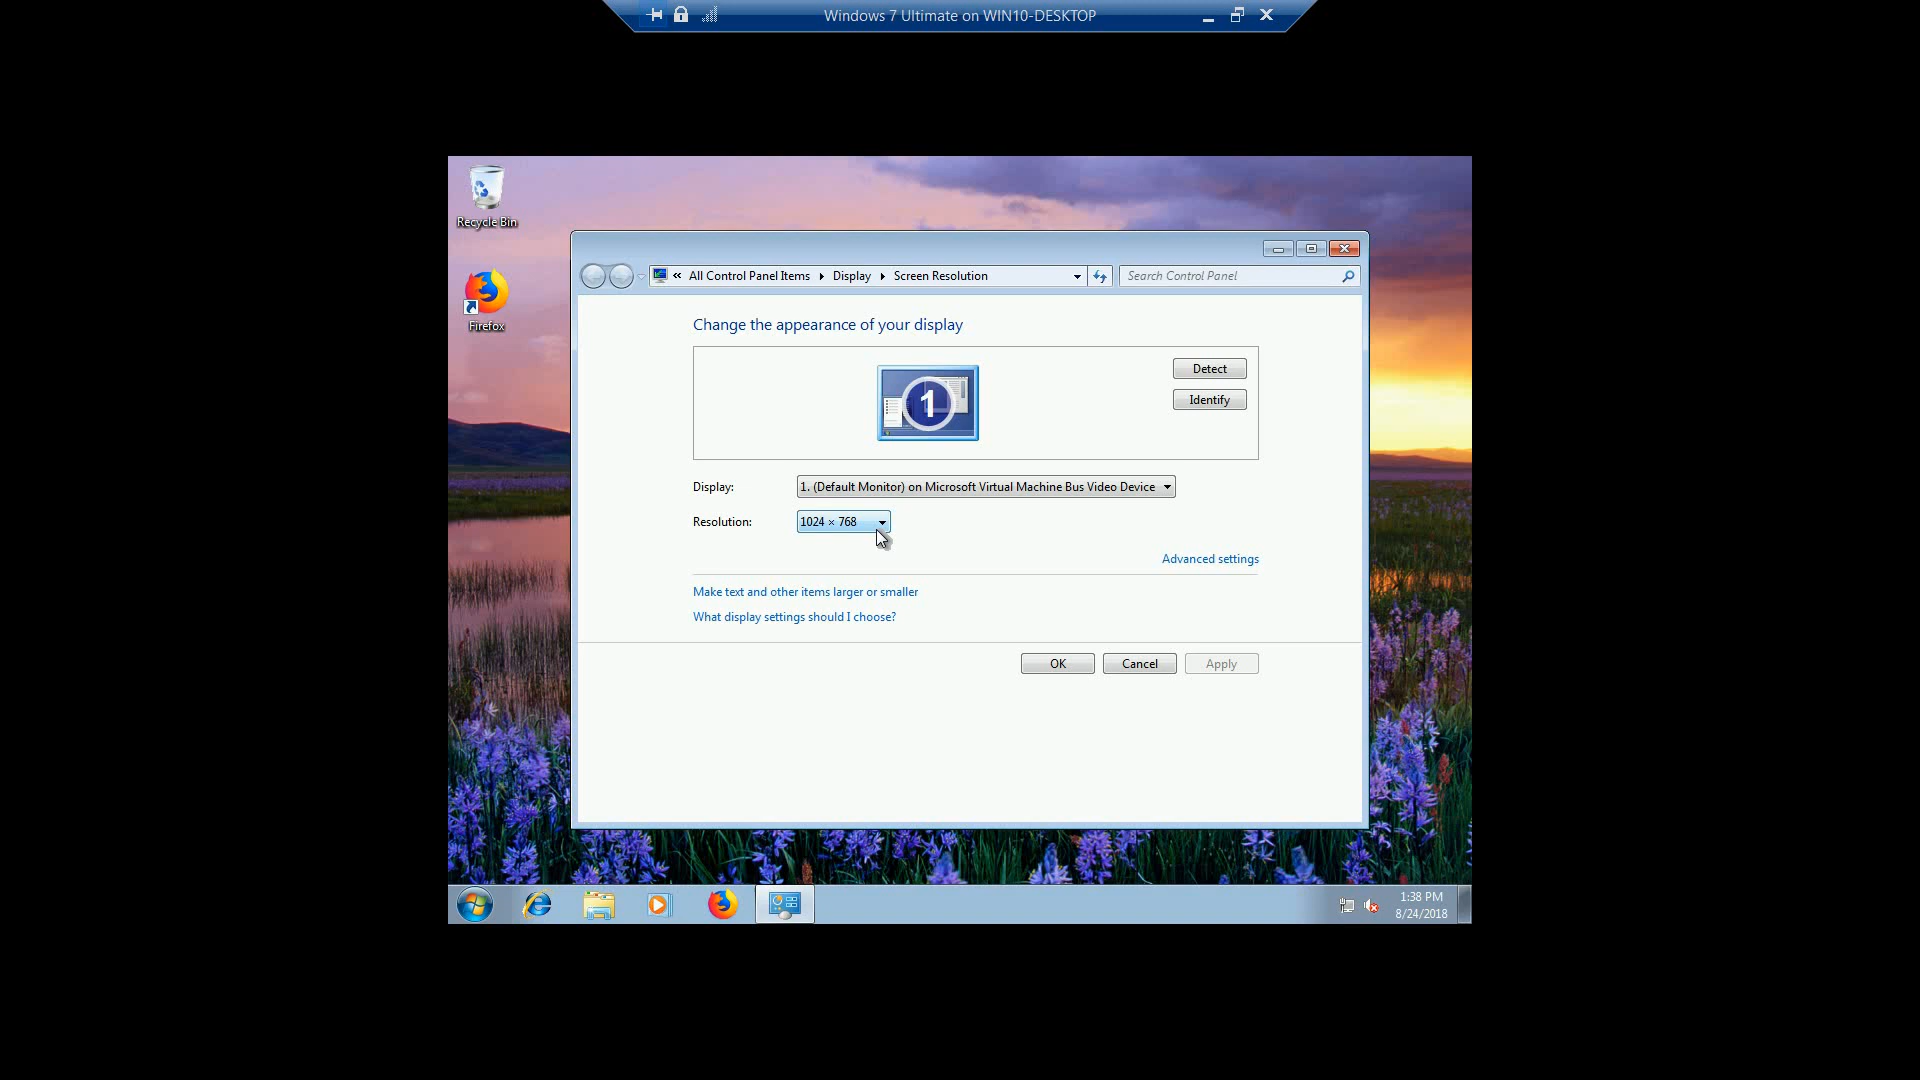 Windows 7 Ultimate on WIN10-DESKTOP
Recycle Bin
Firefox
« All Control Panel Items Display Screen Resolution
Search Control Panel
Change the appearance of your display
1
Detect
Identify
Display: 1. (Default Monitor) on Microsoft Virtual Machine Bus Video Device
Resolution: 1024 × 768
Advanced settings
Make text and other items larger or smaller
What display settings should I choose?
OK Cancel Apply
1:38 PM
8/24/2018